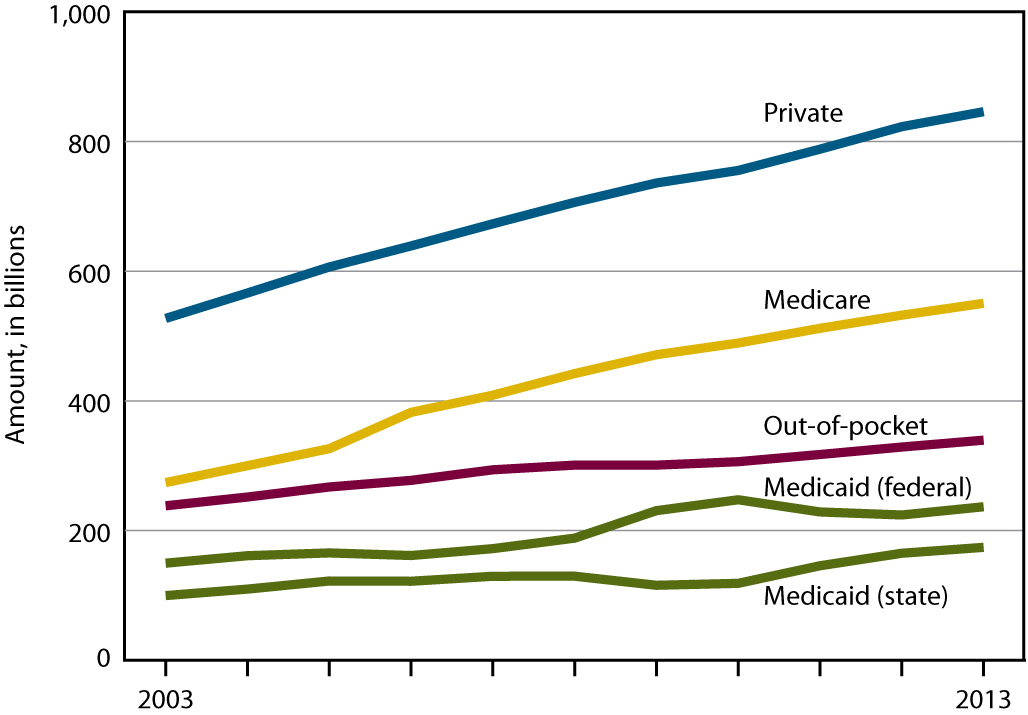 1,000
800
600
400
200
0
Amount, in billions
Private
Medicare
Out-of-pocket
Medicaid (federal)
Medicaid (state)
2003
2013